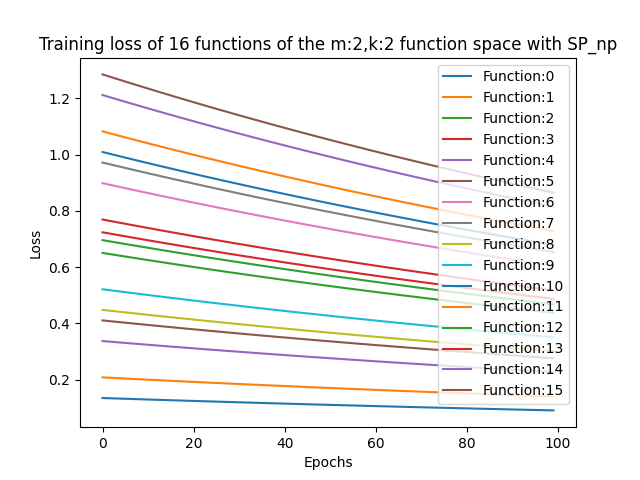 Training loss of 16 functions of the m:2,k:2 function space with SP_np
Loss
1.2
1.0
0.8
0.6
0.4
0.2
Function:0
Function:1
Function:2
Function:3
Function:4
Function:5
Function:6
Function:7
Function:8
Function:9
Function:10
Function:11
Function:12
Function:13
Function:14
Function:15
0 20 40 60 80 100
Epochs